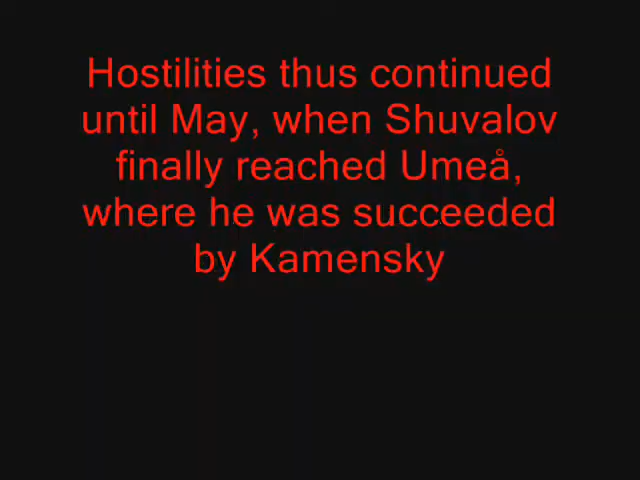 Hostilities thus continued
until May, when Shuvalov
finally reached Umeå,
where he was succeeded
by Kamensky